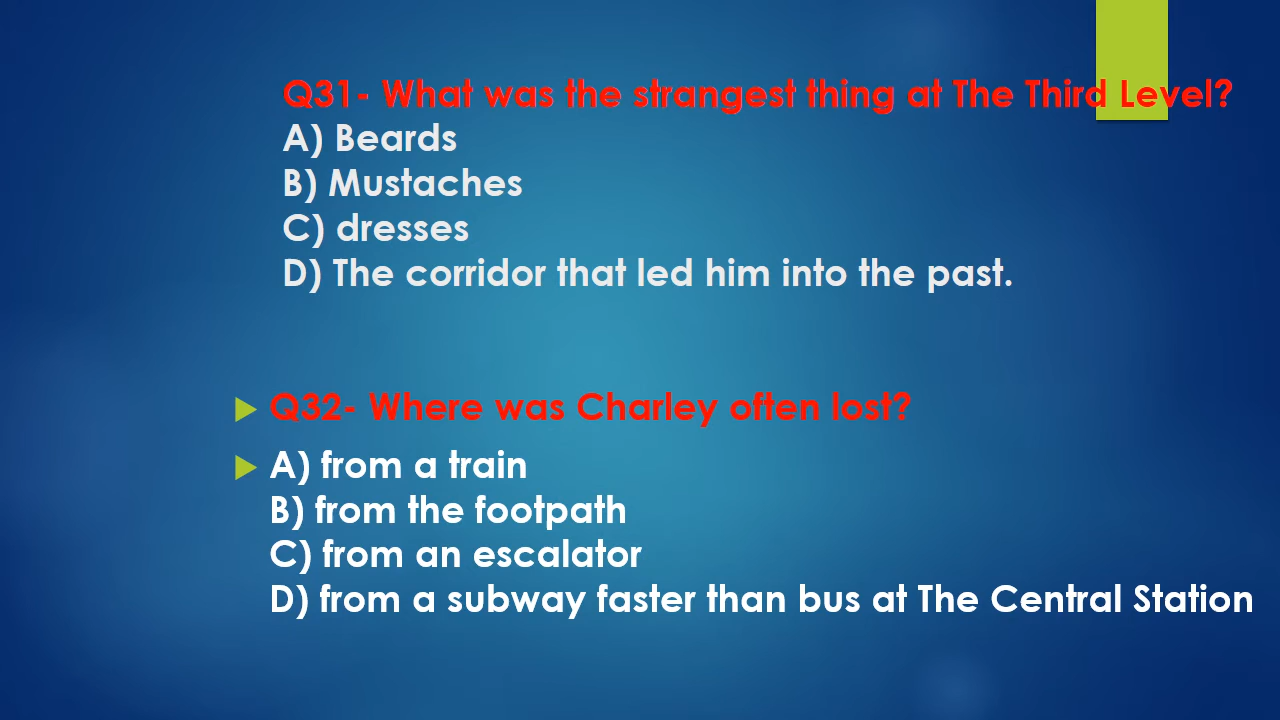 Q31- What was the strangest thing at The Third Level?
A) Beards
B) Mustaches
C) dresses
D) The corridor that led him into the past.
Q32- Where was Charley often lost?
A) from a train
B) from the footpath
C) from an escalator
D) from a subway faster than bus at The Central Station